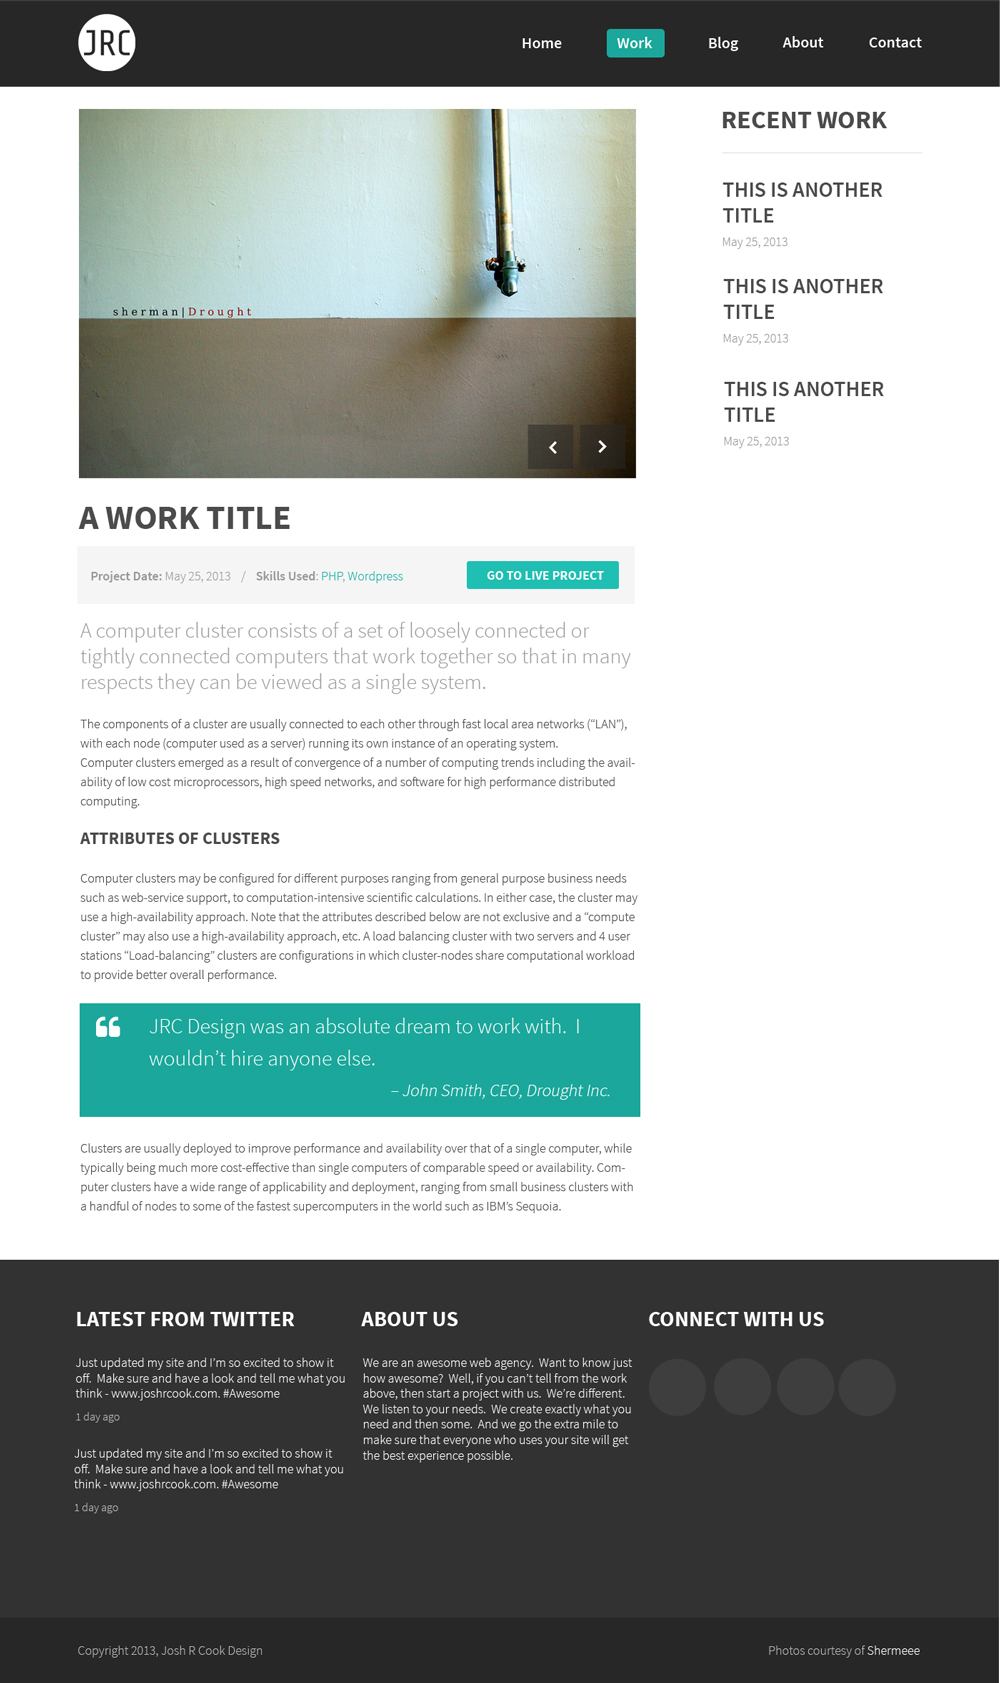 JRC
Home
Work
Blog
About
Contact
sherman|Drought
A WORK TITLE
Project Date: May 25, 2013 / Skills Used: PHP, Wordpress
GO TO LIVE PROJECT
A computer cluster consists of a set of loosely connected or
tightly connected computers that work together so that in many
respects they can be viewed as a single system.
The components of a cluster are usually connected to each other through fast local area networks (“LAN”),
with each node (computer used as a server) running its own instance of an operating system.
Computer clusters emerged as a result of convergence of a number of computing trends including the avail-
ability of low cost microprocessors, high speed networks, and software for high performance distributed
computing.
ATTRIBUTES OF CLUSTERS
Computer clusters may be configured for different purposes ranging from general purpose business needs
such as web-service support, to computation-intensive scientific calculations. In either case, the cluster may
use a high-availability approach. Note that the attributes described below are not exclusive and a “compute
cluster” may also use a high-availability approach, etc. A load balancing cluster with two servers and 4 user
stations “Load-balancing” clusters are configurations in which cluster-nodes share computational workload
to provide better overall performance.
“ JRC Design was an absolute dream to work with.  I
wouldn’t hire anyone else.
– John Smith, CEO, Drought Inc.
Clusters are usually deployed to improve performance and availability over that of a single computer, while
typically being much more cost-effective than single computers of comparable speed or availability. Com-
puter clusters have a wide range of applicability and deployment, ranging from small business clusters with
a handful of nodes to some of the fastest supercomputers in the world such as IBM’s Sequoia.
RECENT WORK
THIS IS ANOTHER
TITLE
May 25, 2013
THIS IS ANOTHER
TITLE
May 25, 2013
THIS IS ANOTHER
TITLE
May 25, 2013
LATEST FROM TWITTER
Just updated my site and I’m so excited to show it
off.  Make sure and have a look and tell me what you
think - www.joshrcook.com. #Awesome
1 day ago
Just updated my site and I’m so excited to show it
off.  Make sure and have a look and tell me what you
think - www.joshrcook.com. #Awesome
1 day ago
ABOUT US
We are an awesome web agency.  Want to know just
how awesome?  Well, if you can’t tell from the work
above, then start a project with us.  We’re different.
We listen to your needs.  We create exactly what you
need and then some.  And we go the extra mile to
make sure that everyone who uses your site will get
the best experience possible.
CONNECT WITH US
Copyright 2013, Josh R Cook Design
Photos courtesy of Shermeee